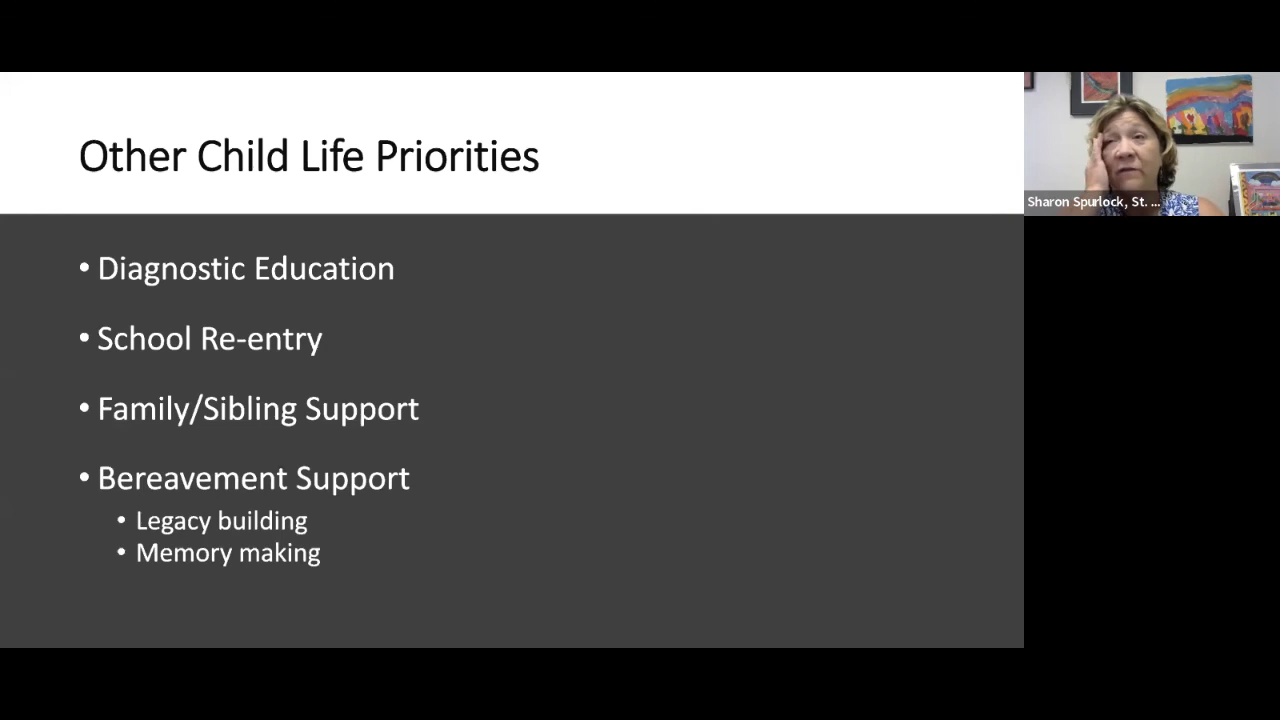 Other Child Life Priorities
• Diagnostic Education
• School Re-entry
• Family/Sibling Support
• Bereavement Support
• Legacy building
• Memory making
Sharon Spurlock, St. ...